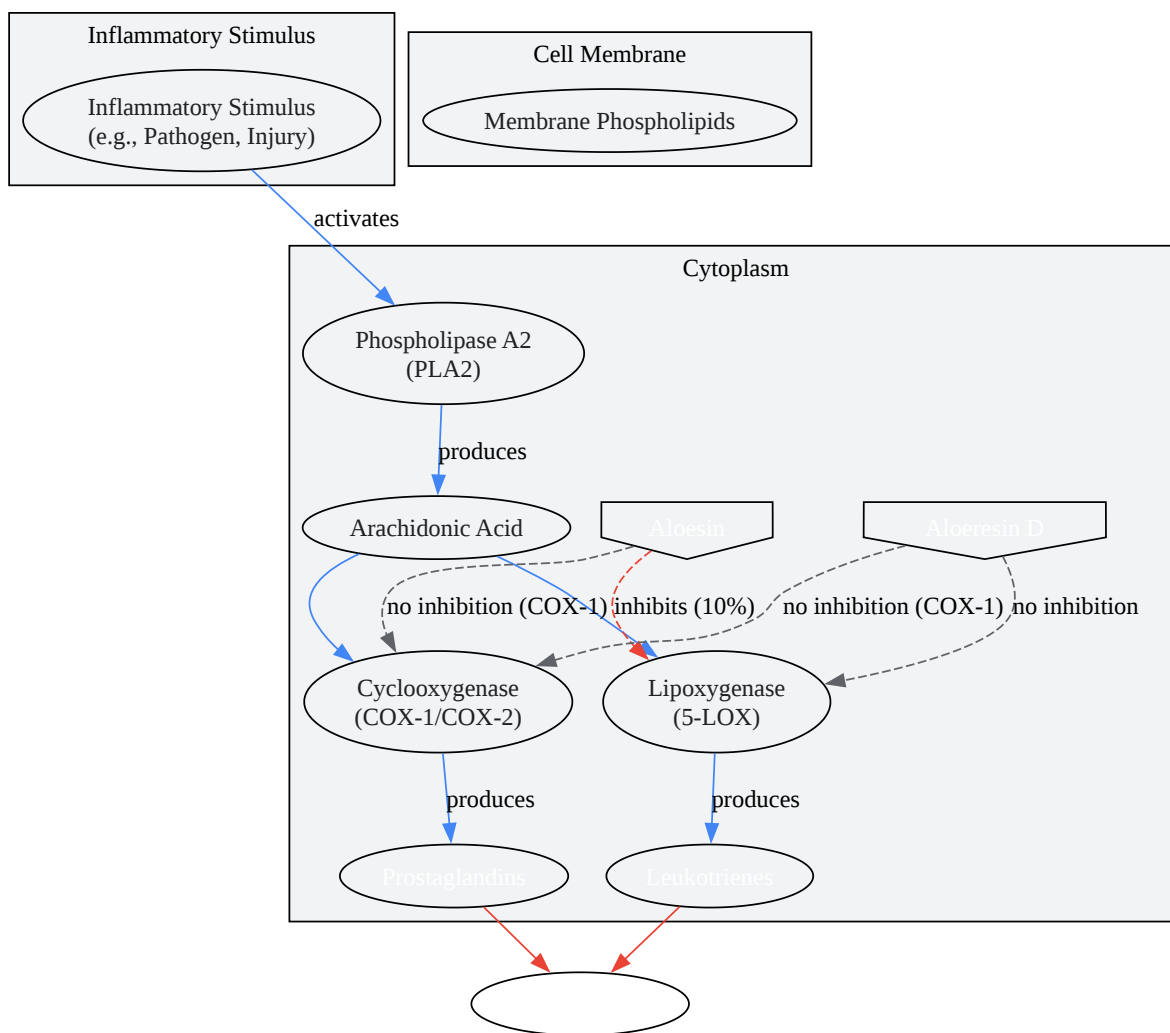 Inflammatory Stimulus
Inflammatory Stimulus
(e.g., Pathogen, Injury)
Cell Membrane
Membrane Phospholipids
activates
Cytoplasm
Phospholipase A2
(PLA2)
produces
Arachidonic Acid
Aloesin
Aloeresin D
no inhibition (COX-1)
inhibits (10%)
no inhibition (COX-1)
no inhibition
Cyclooxygenase
(COX-1/COX-2)
Lipoxygenase
(5-LOX)
produces
produces
Prostaglandins
Leukotrienes